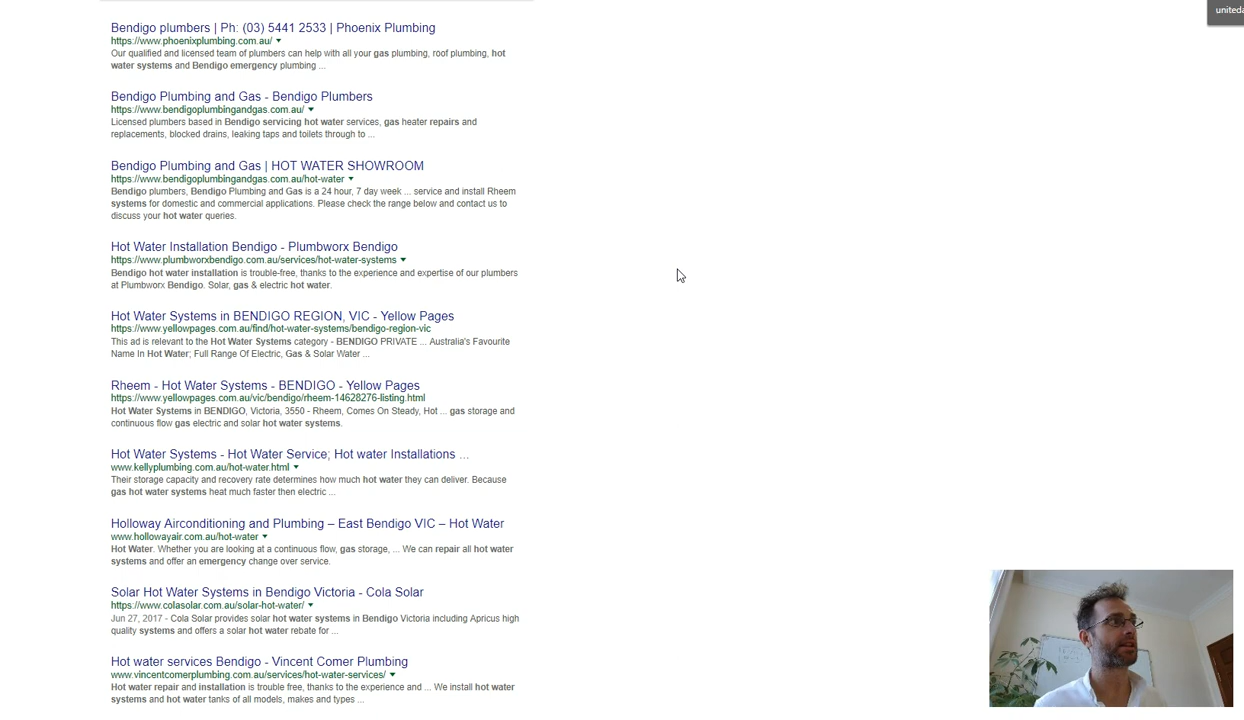 uniteda
Bendigo plumbers | Ph: (03) 5441 2533 | Phoenix Plumbing
https://www.phoenixplumbing.com.au/
Our qualified and licensed team of plumbers can help with all your gas plumbing, roof plumbing, hot
water systems and Bendigo emergency plumbing ...
Bendigo Plumbing and Gas - Bendigo Plumbers
https://www.bendigoplumbingandgas.com.au/
Licensed plumbers based in Bendigo servicing hot water services, gas heater repairs and
replacements, blocked drains, leaking taps and toilets through to ...
Bendigo Plumbing and Gas | HOT WATER SHOWROOM
https://www.bendigoplumbingandgas.com.au/hot-water
Bendigo plumbers, Bendigo Plumbing and Gas is a 24 hour, 7 day week ... service and install Rheem
systems for domestic and commercial applications. Please check the range below and contact us to
discuss your hot water queries.
Hot Water Installation Bendigo - Plumbworx Bendigo
https://www.plumbworxbendigo.com.au/services/hot-water-systems
Bendigo hot water installation is trouble-free, thanks to the experience and expertise of our plumbers
at Plumbworx Bendigo. Solar, gas & electric hot water.
Hot Water Systems in BENDIGO REGION, VIC - Yellow Pages
https://www.yellowpages.com.au/find/hot-water-systems/bendigo-region-vic
This ad is relevant to the Hot Water Systems category - BENDIGO PRIVATE ... Australia's Favourite
Name In Hot Water; Full Range Of Electric, Gas & Solar Water ...
Rheem - Hot Water Systems - BENDIGO - Yellow Pages
https://www.yellowpages.com.au/vic/bendigo/rheem-14628276-listing.html
Hot Water Systems in BENDIGO, Victoria, 3550 - Rheem, Comes On Steady, Hot ... gas storage and
continuous flow gas electric and solar hot water systems.
Hot Water Systems - Hot Water Service; Hot water Installations ...
www.kellyplumbing.com.au/hot-water.html
Their storage capacity and recovery rate determines how much hot water they can deliver. Because
gas hot water systems heat much faster then electric ...
Holloway Airconditioning and Plumbing – East Bendigo VIC – Hot Water
www.hollowayair.com.au/hot-water
Hot Water. Whether you are looking at a continuous flow, gas storage, ... We can repair all hot water
systems and offer an emergency change over service.
Solar Hot Water Systems in Bendigo Victoria - Cola Solar
https://www.colasolar.com.au/solar-hot-water/
Jun 27, 2017 - Cola Solar provides solar hot water systems in Bendigo Victoria including Apricus high
quality systems and offers a solar hot water rebate for ...
Hot water services Bendigo - Vincent Comer Plumbing
www.vincentcomerplumbing.com.au/services/hot-water-services/
Hot water repair and installation is trouble free, thanks to the experience and ... We install hot water
systems and hot water tanks of all models, makes and types ...